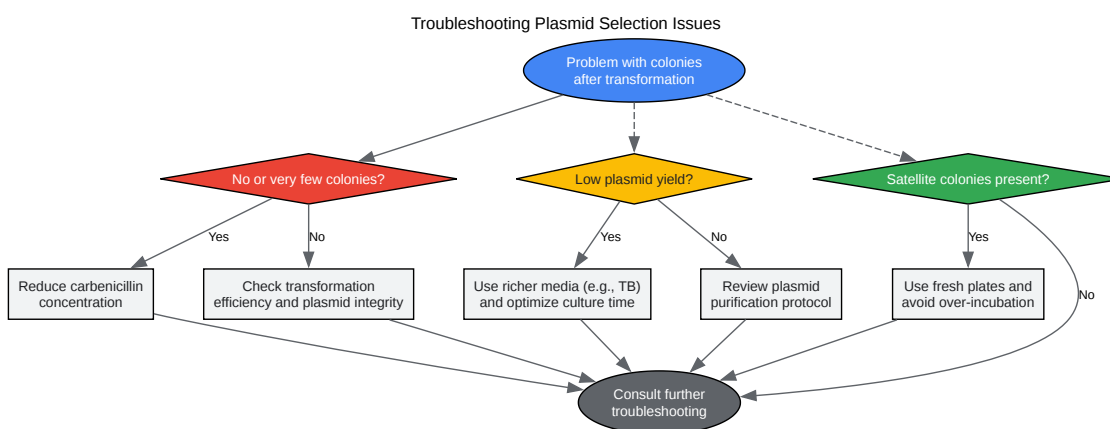 Troubleshooting Plasmid Selection Issues
Problem with colonies
after transformation
No or very few colonies?
Low plasmid yield?
Satellite colonies present?
Yes
No
Yes
No
Yes
No
Reduce carbenicillin
concentration
Check transformation
efficiency and plasmid integrity
Use richer media (e.g., TB)
and optimize culture time
Review plasmid
purification protocol
Use fresh plates and
avoid over-incubation
Consult further
troubleshooting